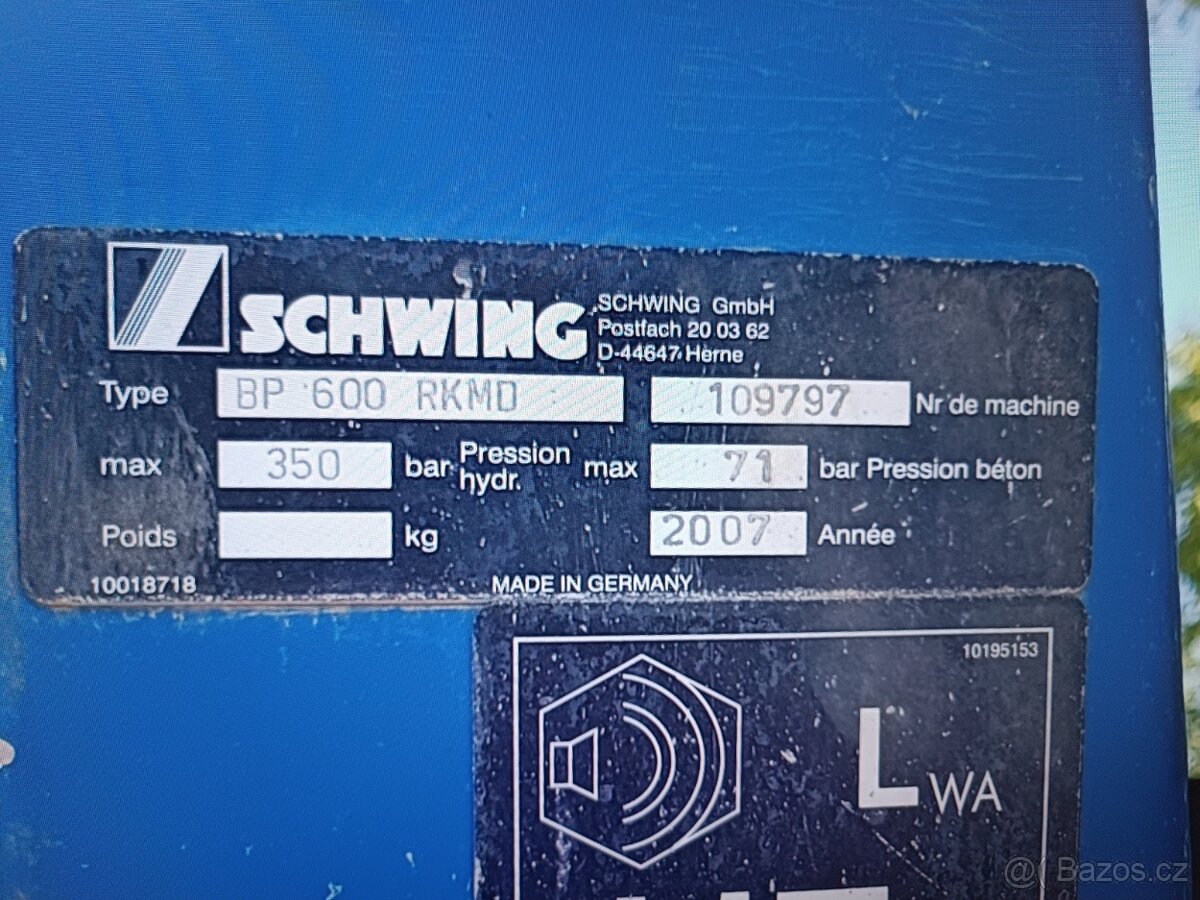 SCHWING
SCHWING GmbH
Postfach 20 03 62
D-44647 Herne
Type BP 600 RKMD 109797 Nr de machine
max 350 bar Pression hydr. max 71 bar Pression béton
Poids kg 2007 Année
10018718 MADE IN GERMANY
10195153
LWA
Bazos.cz